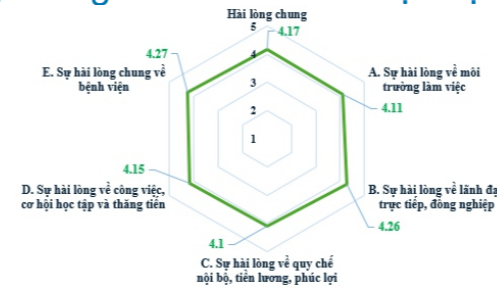 Hài lòng chung
5
4.17
4
3
2
1
A. Sự hài lòng về môi
trường làm việc
4.11
B. Sự hài lòng về lãnh đạ
trực tiếp, đồng nghiệp
4.26
C. Sự hài lòng về quy chế
nội bộ, tiền lương, phúc lợi
4.1
D. Sự hài lòng về công việc,
cơ hội học tập và thăng tiến
4.15
E. Sự hài lòng chung về
bệnh viện
4.27